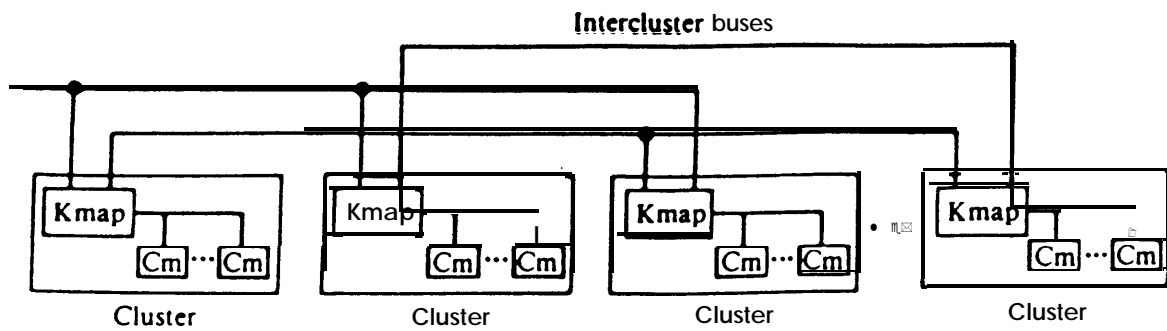 Intercluster buses
Kmap Kmap Kmap Kmap
Cm ... Cm Cm ... Cm Cm ... Cm Cm ... Cm
Cluster Cluster Cluster Cluster